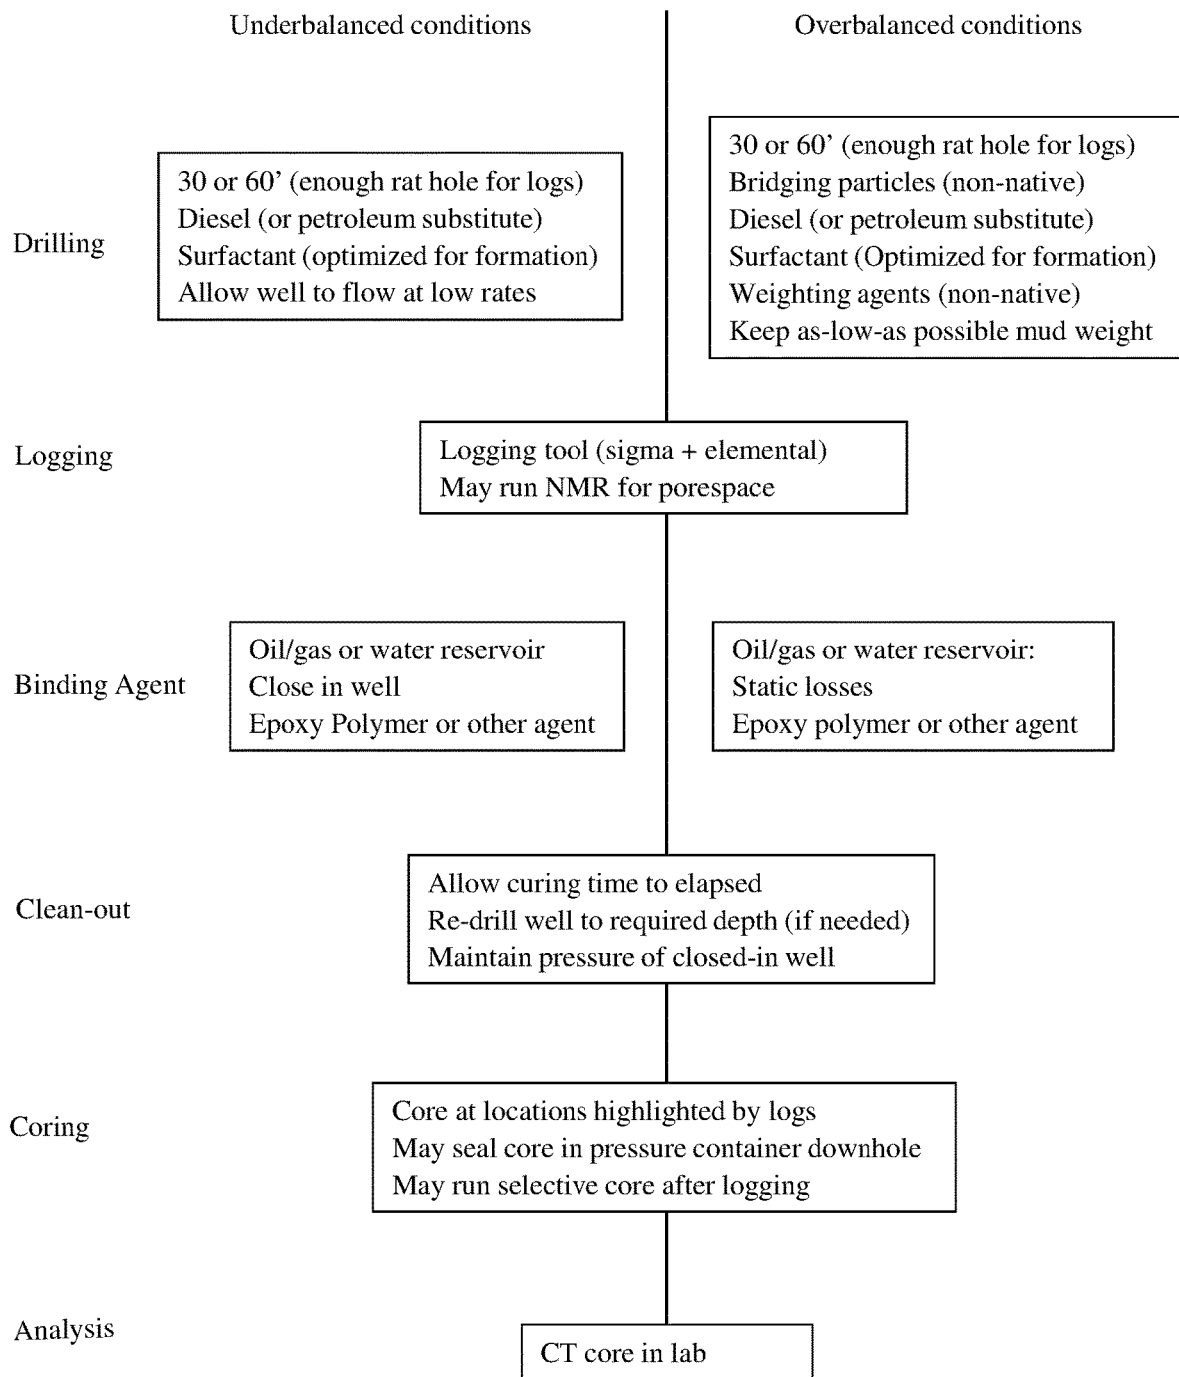 Underbalanced conditions
Overbalanced conditions
Drilling
30 or 60’ (enough rat hole for logs)
Diesel (or petroleum substitute)
Surfactant (optimized for formation)
Allow well to flow at low rates
30 or 60’ (enough rat hole for logs)
Bridging particles (non-native)
Diesel (or petroleum substitute)
Surfactant (Optimized for formation)
Weighting agents (non-native)
Keep as-low-as possible mud weight
Logging
Logging tool (sigma + elemental)
May run NMR for porespace
Binding Agent
Oil/gas or water reservoir
Close in well
Epoxy Polymer or other agent
Oil/gas or water reservoir:
Static losses
Epoxy polymer or other agent
Clean-out
Allow curing time to elapsed
Re-drill well to required depth (if needed)
Maintain pressure of closed-in well
Coring
Core at locations highlighted by logs
May seal core in pressure container downhole
May run selective core after logging
Analysis
CT core in lab